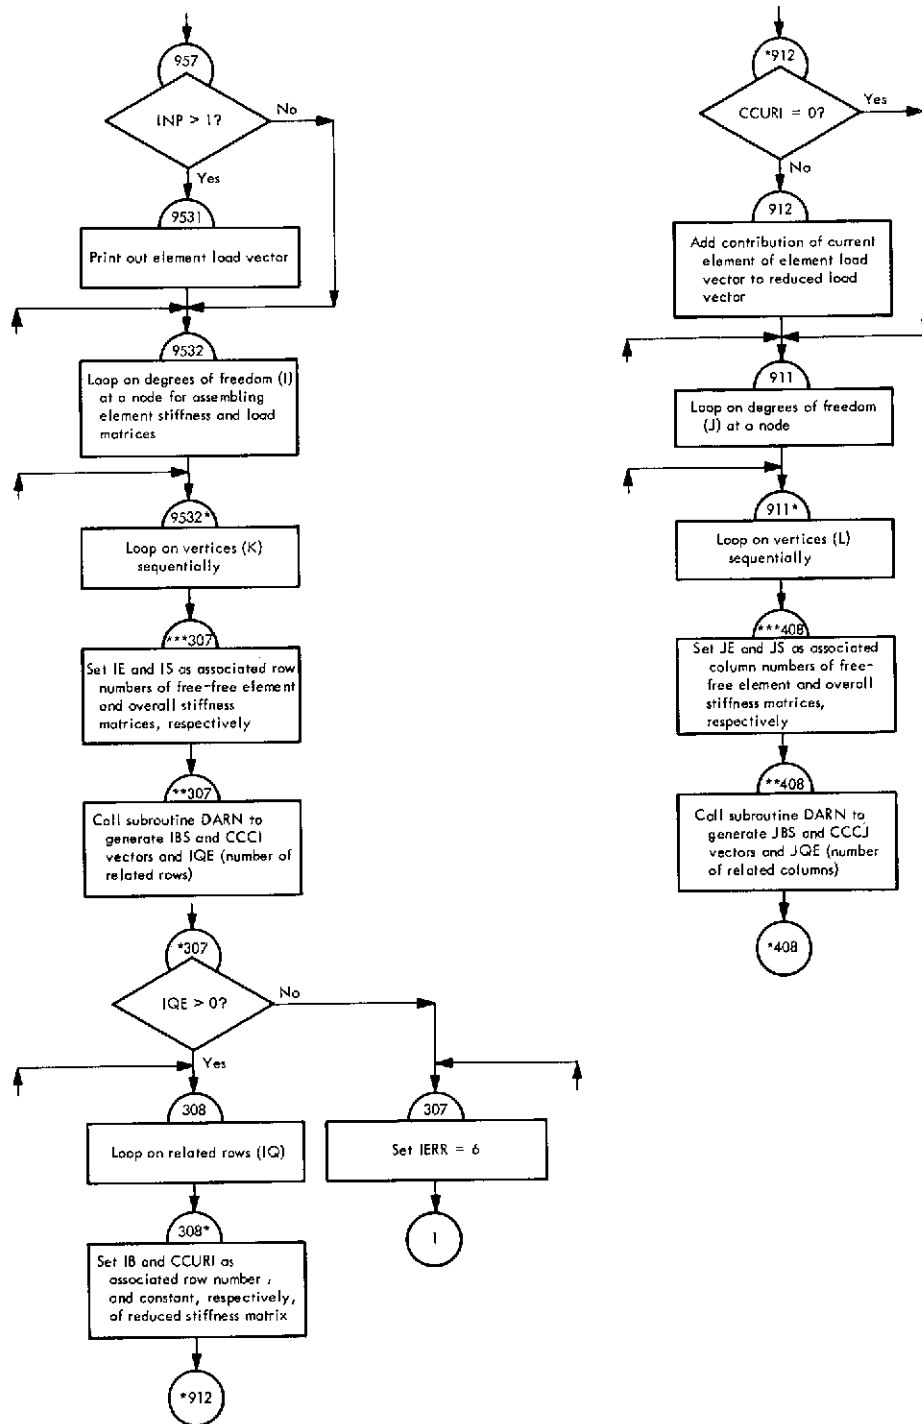 957
INP > 1?
No
Yes
9531
Print out element load vector
9532
Loop on degrees of freedom (I)
at a node for assembling
element stiffness and load
matrices
9532*
Loop on vertices (K)
sequentially
***307
Set IE and IS as associated row
numbers of free-free element
and overall stiffness
matrices, respectively
**307
Call subroutine DARN to
generate IBS and CCCI
vectors and IQE (number of
related rows)
*307
IQE > 0?
No
Yes
308
Loop on related rows (IQ)
307
Set IERR = 6
1
308*
Set IB and CCURI as
associated row number,
and constant, respectively,
of reduced stiffness matrix
*912
*912
CCURI = 0?
Yes
No
912
Add contribution of current
element of element load
vector to reduced load
vector
911
Loop on degrees of freedom
(J) at a node
911*
Loop on vertices (L)
sequentially
***408
Set JE and JS as associated
column numbers of free-
free element and overall
stiffness matrices,
respectively
**408
Call subroutine DARN to
generate JBS and CCCJ
vectors and JQE (number
of related columns)
*408